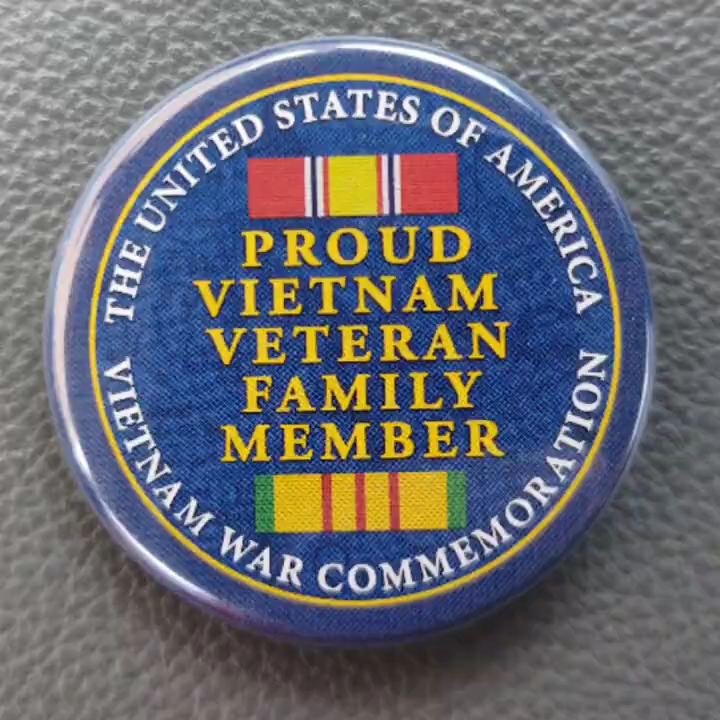 THE UNITED STATES OF AMERICA
PROUD
VIETNAM
VETERAN
FAMILY
MEMBER
VIETNAM WAR COMMEMORATION